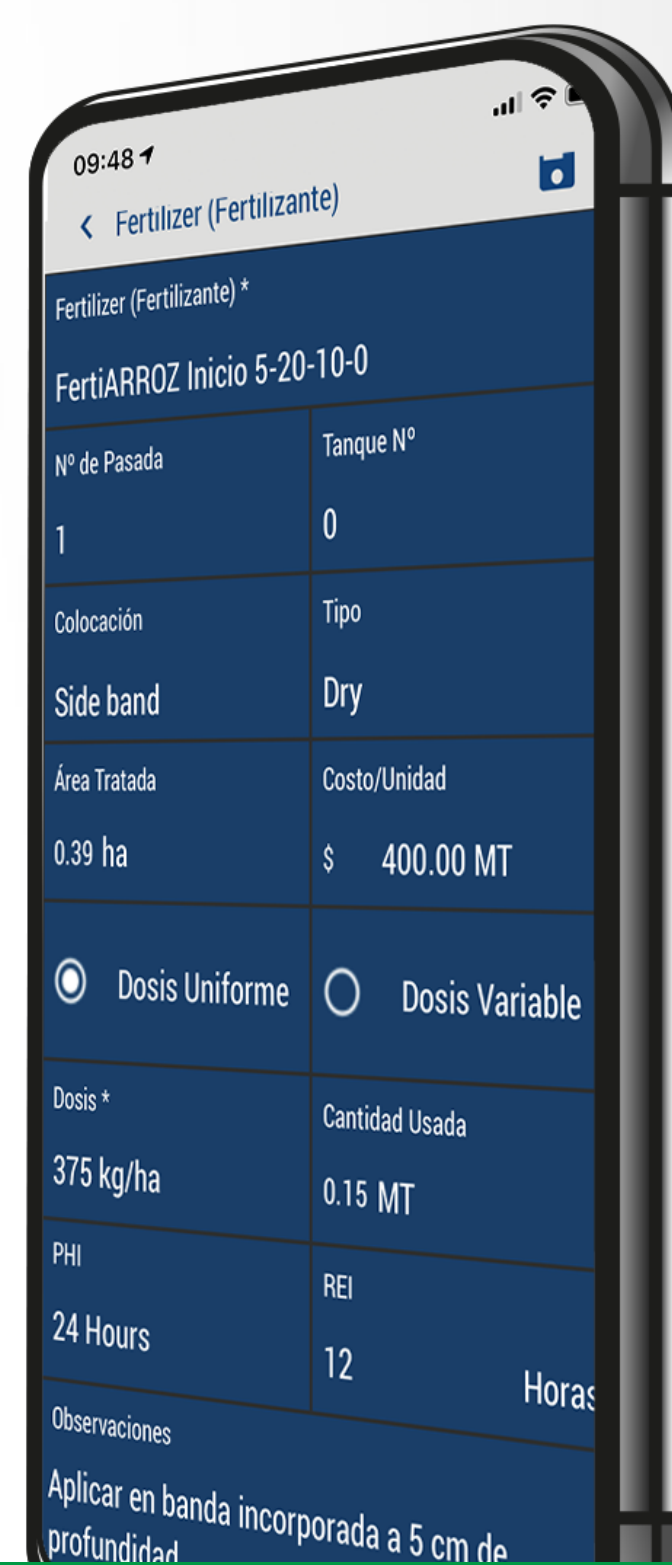 09:48
Fertilizer (Fertilizante)
Fertilizer (Fertilizante) *
FertiARROZ Inicio 5-20-10-0
Nº de Pasada
Tanque Nº
1
0
Colocación
Tipo
Side band
Dry
Área Tratada
Costo/Unidad
0.39 ha
$ 400.00 MT
Dosis Uniforme
Dosis Variable
Dosis *
Cantidad Usada
375 kg/ha
0.15 MT
PHI
REI
24 Hours
12 Horas
Observaciones
Aplicar en banda incorporada a 5 cm de
profundidad